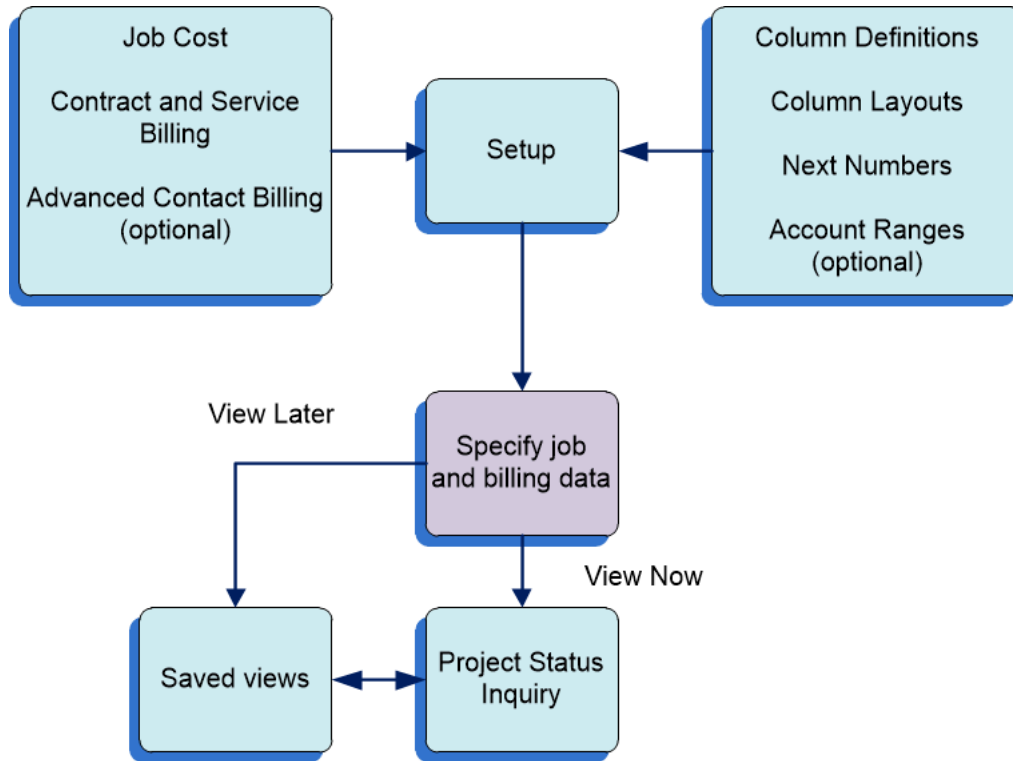 Job Cost
Contract and Service
Billing
Advanced Contact Billing
(optional)
Setup
Column Definitions
Column Layouts
Next Numbers
Account Ranges
(optional)
View Later
Specify job
and billing data
View Now
Saved views
Project Status
Inquiry